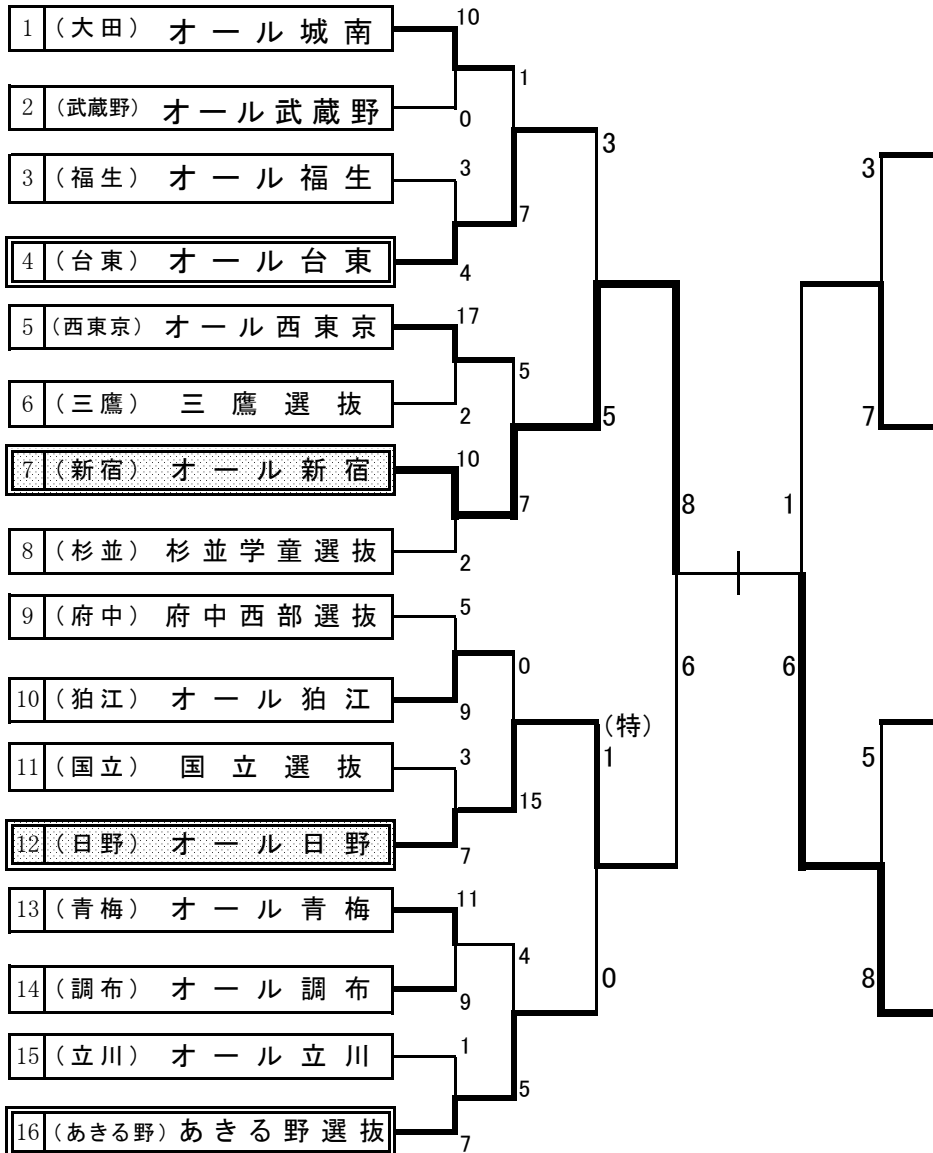 10
1 (大田) オール城南
1
2 (武蔵野) オール武蔵野
0
3
3
3
3 (福生) オール福生
7
4 (台東) オール台東
4
5 (西東京) オール西東京
17
5
6 (三鷹) 三鷹選抜
2
5
7
7 (新宿) オール新宿
10
7
8
1
8 (杉並) 杉並学童選抜
2
9 (府中) 府中西部選抜
5
0
6
6
10 (狛江) オール狛江
9
(特)
1
5
11 (国立) 国立選抜
3
15
12 (日野) オール日野
7
13 (青梅) オール青梅
11
4
0
8
14 (調布) オール調布
9
15 (立川) オール立川
1
5
16 (あきる野) あきる野選抜
7